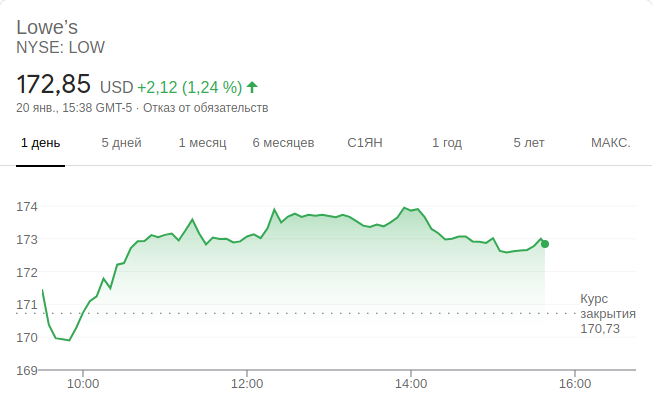 Lowe’s
NYSE: LOW
172,85 USD +2,12 (1,24 %)
20 янв., 15:38 GMT-5 · Отказ от обязательств
1 день 5 дней 1 месяц 6 месяцев С1ЯН 1 год 5 лет МАКС.
174
173
172
171
170
169
Курс
закрытия
170,73
10:00 12:00 14:00 16:00